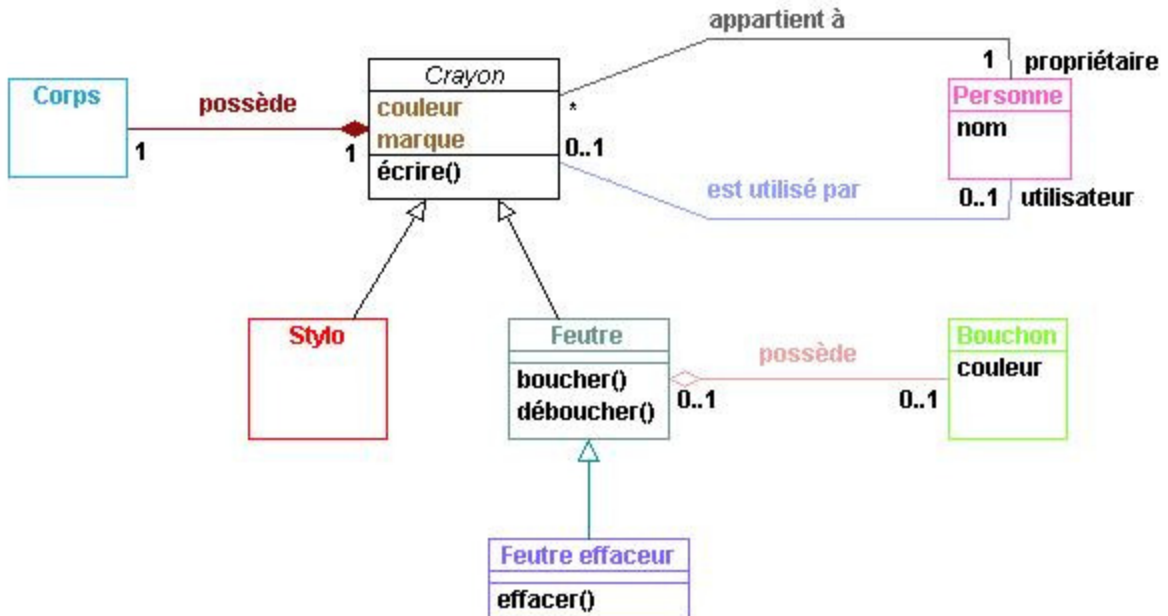 appartient à
Crayon
1 propriétaire
Corps
possède
couleur
*
Personne
marque
nom
1
1
0..1
écrire()
est utilisé par
0..1 utilisateur
Stylo
Feutre
possède
Bouchon
couleur
boucher()
déboucher()
0..1
0..1
Feutre effaceur
effacer()